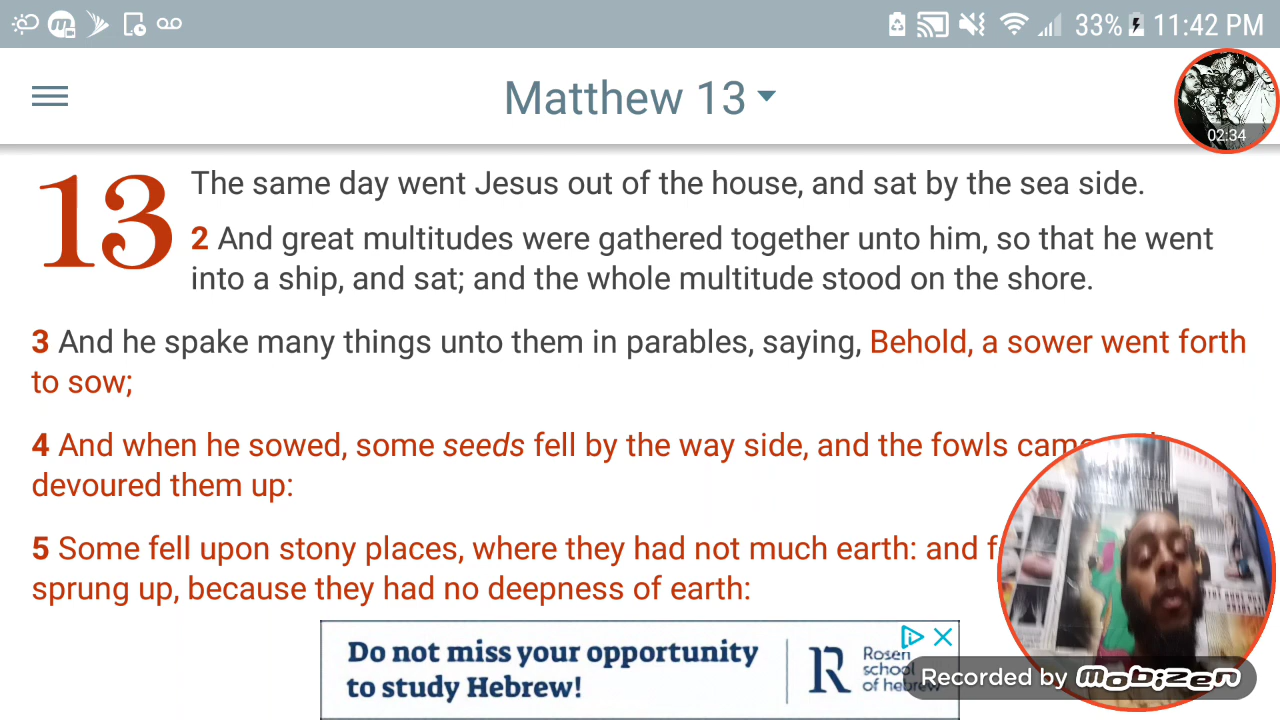 33% 11:42 PM
Matthew 13
02:34
13 The same day went Jesus out of the house, and sat by the sea side.
2 And great multitudes were gathered together unto him, so that he went
into a ship, and sat; and the whole multitude stood on the shore.
3 And he spake many things unto them in parables, saying, Behold, a sower went forth
to sow;
4 And when he sowed, some seeds fell by the way side, and the fowls came
devoured them up:
5 Some fell upon stony places, where they had not much earth: and
sprung up, because they had no deepness of earth:
Do not miss your opportunity
to study Hebrew!
Rosen
school
of hebrew
Recorded by Mobizen